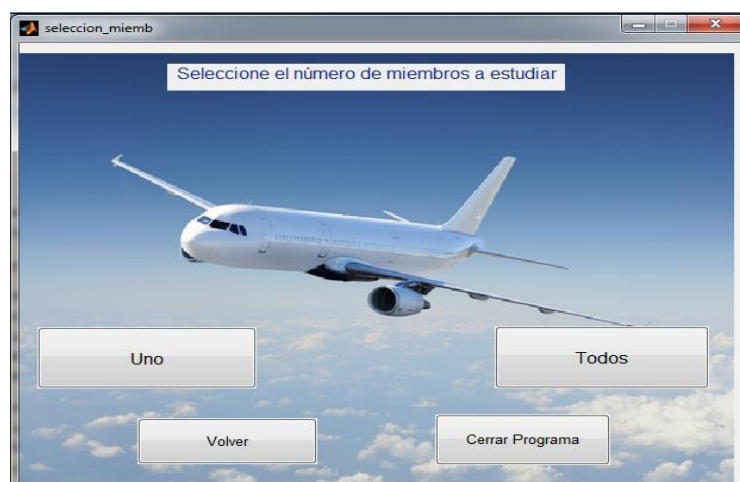 seleccion_miemb
Seleccione el número de miembros a estudiar
Uno
Todos
Volver
Cerrar Programa